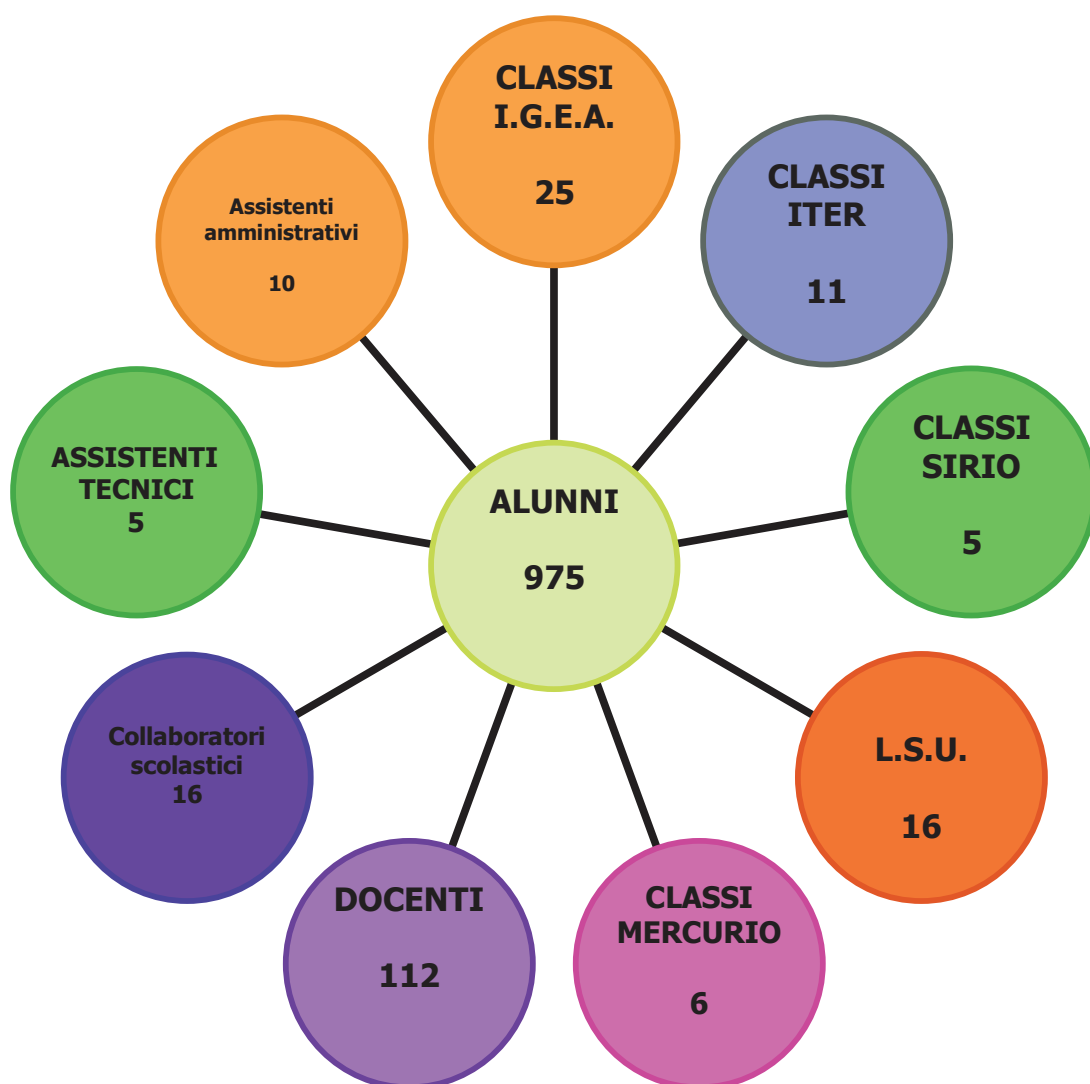 CLASSI
I.G.E.A.
25
CLASSI
ITER
11
CLASSI
SIRIO
5
L.S.U.
16
CLASSI
MERCURIO
6
DOCENTI
112
Collaboratori
scolastici
16
ASSISTENTI
TECNICI
5
Assistenti
amministrativi
10
ALUNNI
975